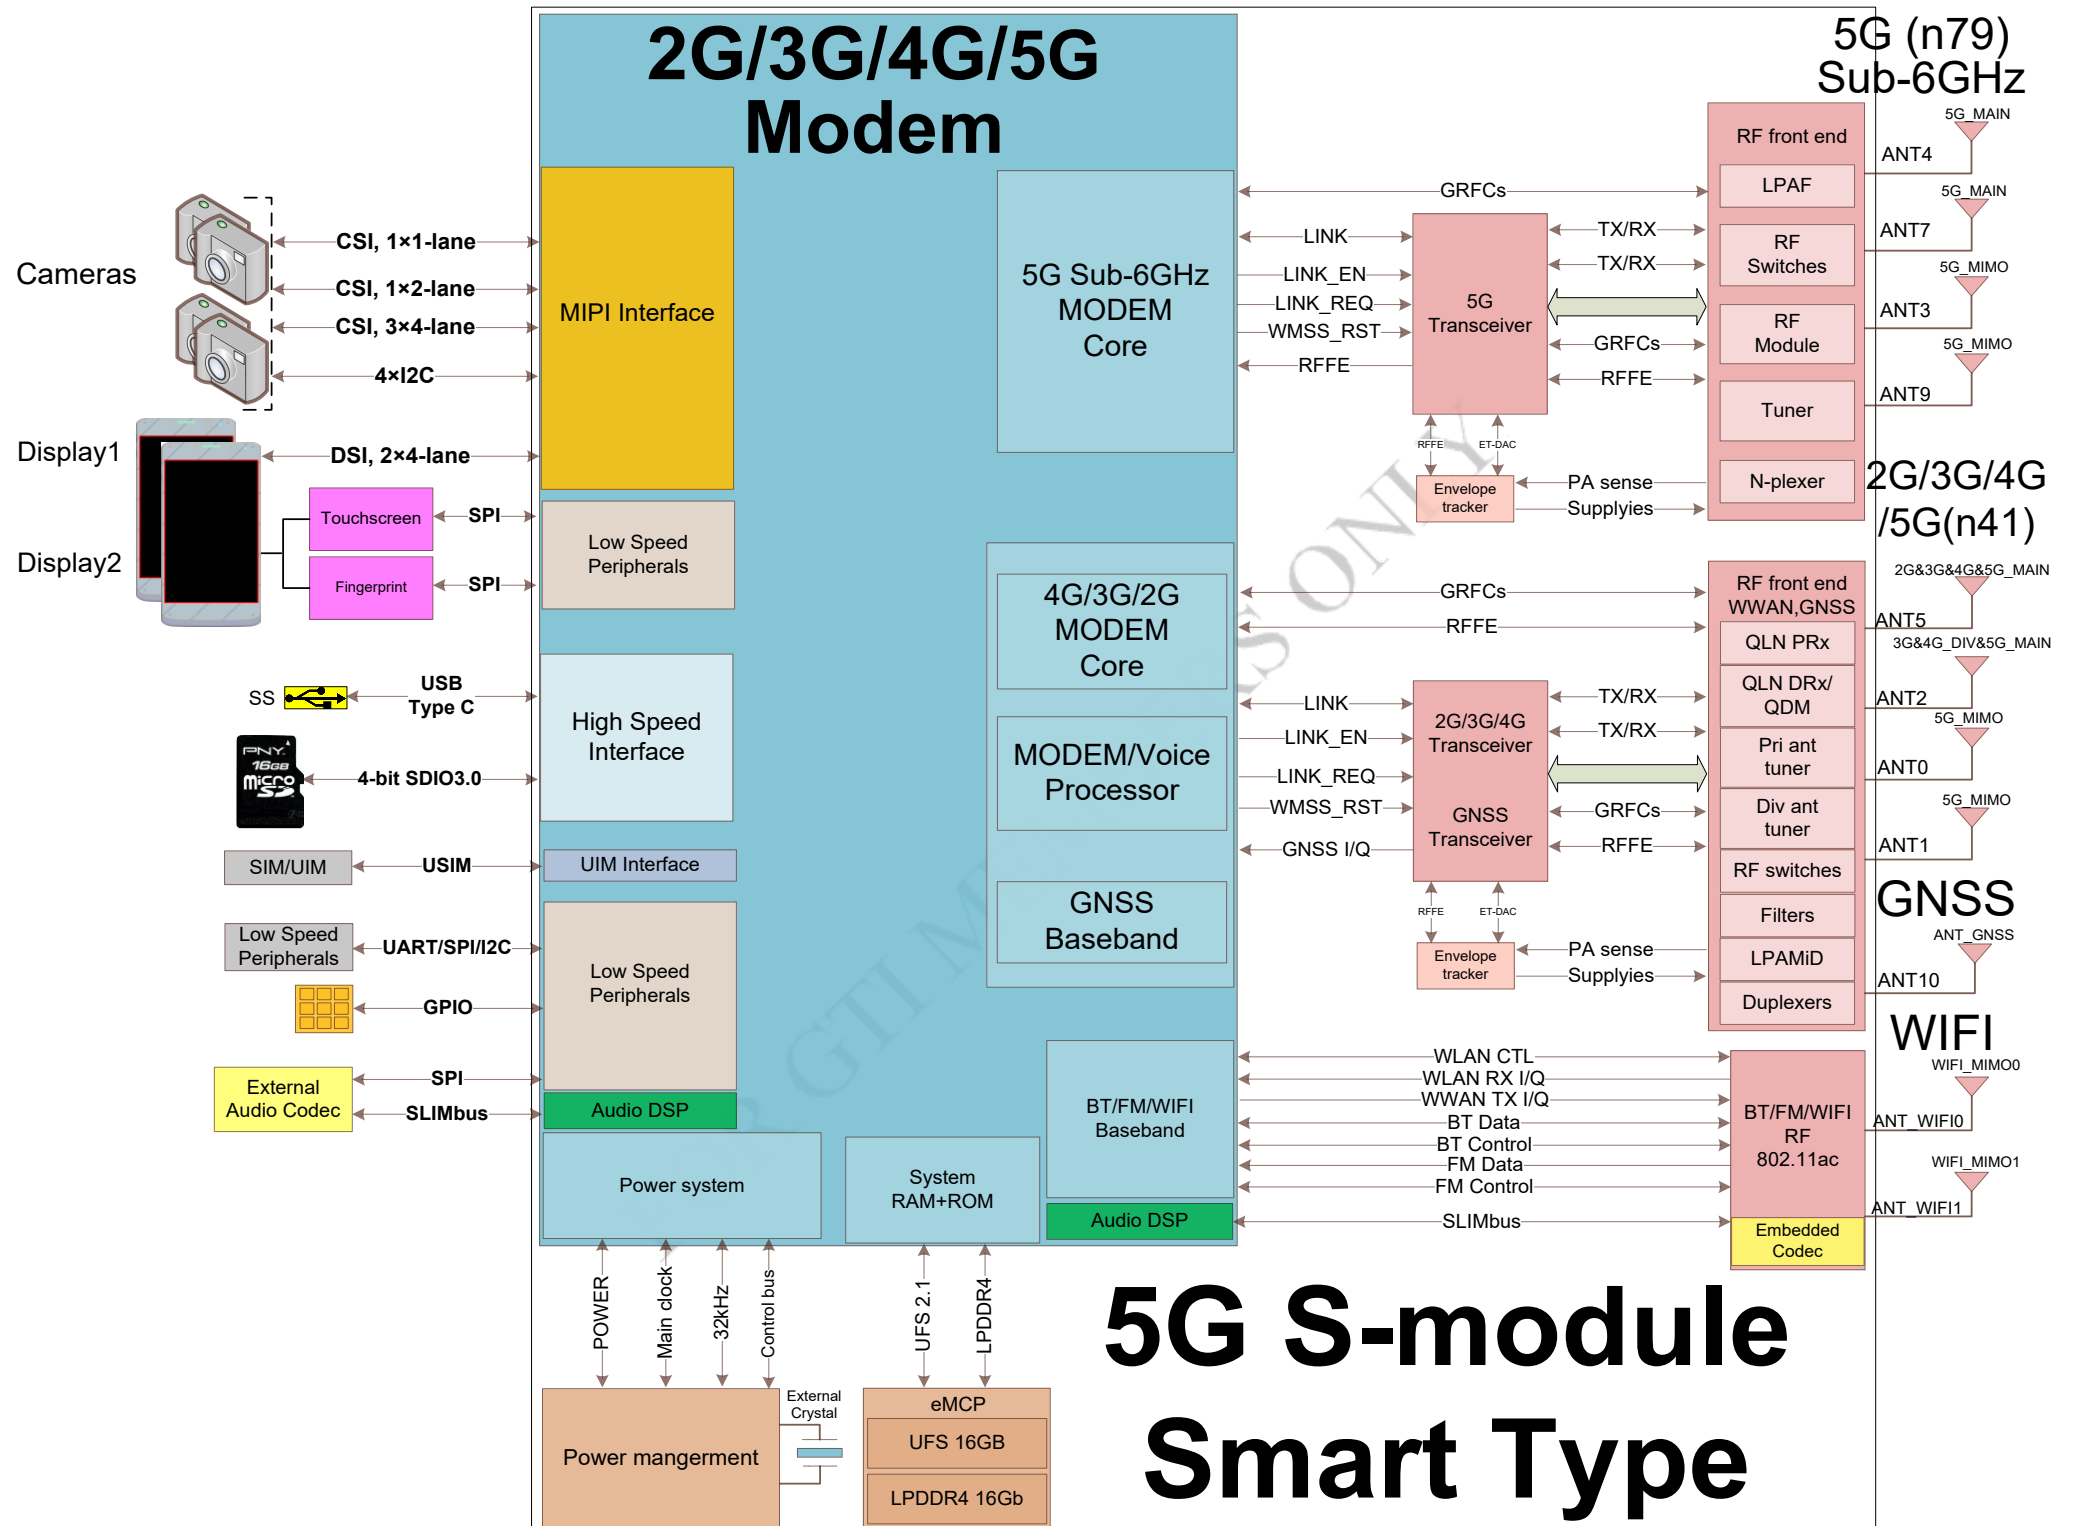 2G/3G/4G/5G
Modem
5G (n79)
Sub-6GHz
Cameras
CSI, 1×1-lane
CSI, 1×2-lane
CSI, 3×4-lane
4×I2C
MIPI Interface
Display1
Display2
DSI, 2×4-lane
Touchscreen
SPI
Fingerprint
SPI
Low Speed
Peripherals
SS
USB
Type C
PNY
16GB
micro
SD
4-bit SDIO3.0
High Speed
Interface
SIM/UIM
USIM
UIM Interface
Low Speed
Peripherals
UART/SPI/I2C
GPIO
Low Speed
Peripherals
External
Audio Codec
SPI
SLIMbus
Audio DSP
Power system
System
RAM+ROM
POWER
Main clock
32kHz
Control bus
UFS 2.1
LPDDR4
Power mangerment
External
Crystal
eMCP
UFS 16GB
LPDDR4 16Gb
5G Sub-6GHz
MODEM
Core
GRFCs
LINK
LINK_EN
LINK_REQ
WMSS_RST
RFFE
5G
Transceiver
TX/RX
TX/RX
GRFCs
RFFE
RFFE
ET-DAC
Envelope
tracker
PA sense
Supplyies
RF front end
LPAF
RF
Switches
RF
Module
Tuner
N-plexer
5G_MAIN
ANT4
5G_MAIN
ANT7
5G_MIMO
ANT3
5G_MIMO
ANT9
2G/3G/4G
/5G(n41)
4G/3G/2G
MODEM
Core
MODEM/Voice
Processor
GNSS
Baseband
GRFCs
RFFE
LINK
LINK_EN
LINK_REQ
WMSS_RST
GNSS I/Q
2G/3G/4G
Transceiver
GNSS
Transceiver
TX/RX
TX/RX
GRFCs
RFFE
RFFE
ET-DAC
Envelope
tracker
PA sense
Supplyies
RF front end
WWAN,GNSS
QLN PRx
QLN DRx/
QDM
Pri ant
tuner
Div ant
tuner
RF switches
Filters
LPAMiD
Duplexers
2G&3G&4G&5G_MAIN
ANT5
3G&4G_DIV&5G_MAIN
ANT2
5G_MIMO
ANT0
5G_MIMO
ANT1
GNSS
ANT_GNSS
ANT10
WIFI
WIFI_MIMO0
ANT_WIFI0
WIFI_MIMO1
ANT_WIFI1
BT/FM/WIFI
Baseband
Audio DSP
WLAN CTL
WLAN RX I/Q
WWAN TX I/Q
BT Data
BT Control
FM Data
FM Control
SLIMbus
BT/FM/WIFI
RF
802.11ac
Embedded
Codec
5G S-module
Smart Type